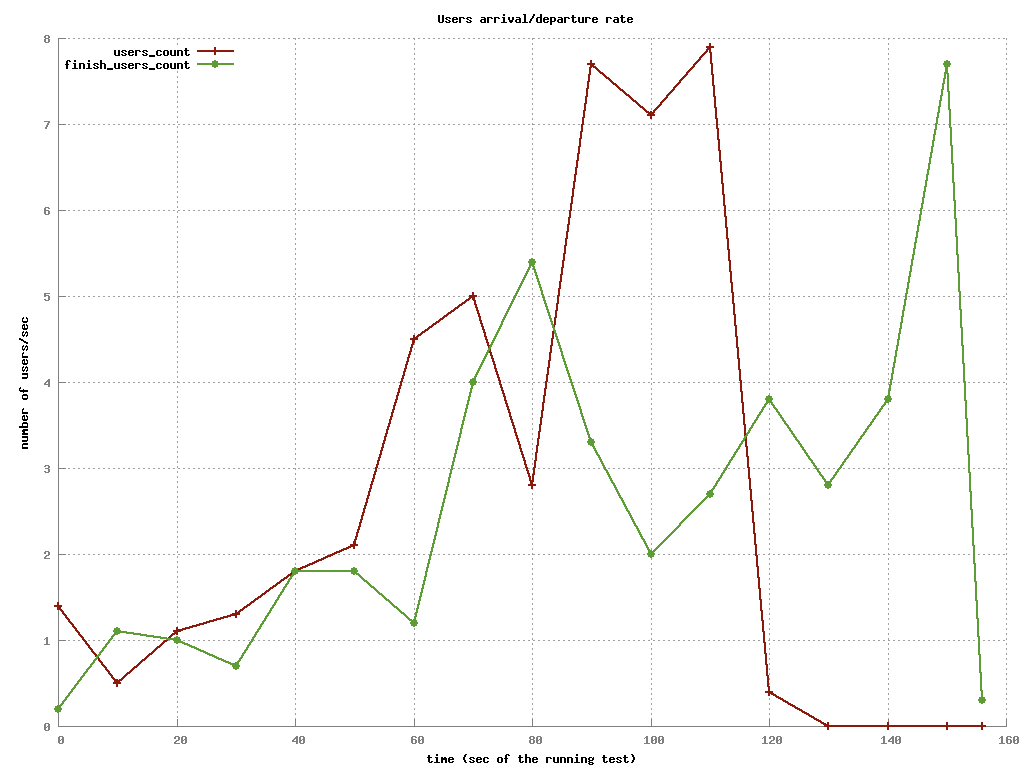 Users arrival/departure rate
users_count
finish_users_count
8
7
6
5
4
3
2
1
0
number of users/sec
0 20 40 60 80 100 120 140 160
time (sec of the running test)